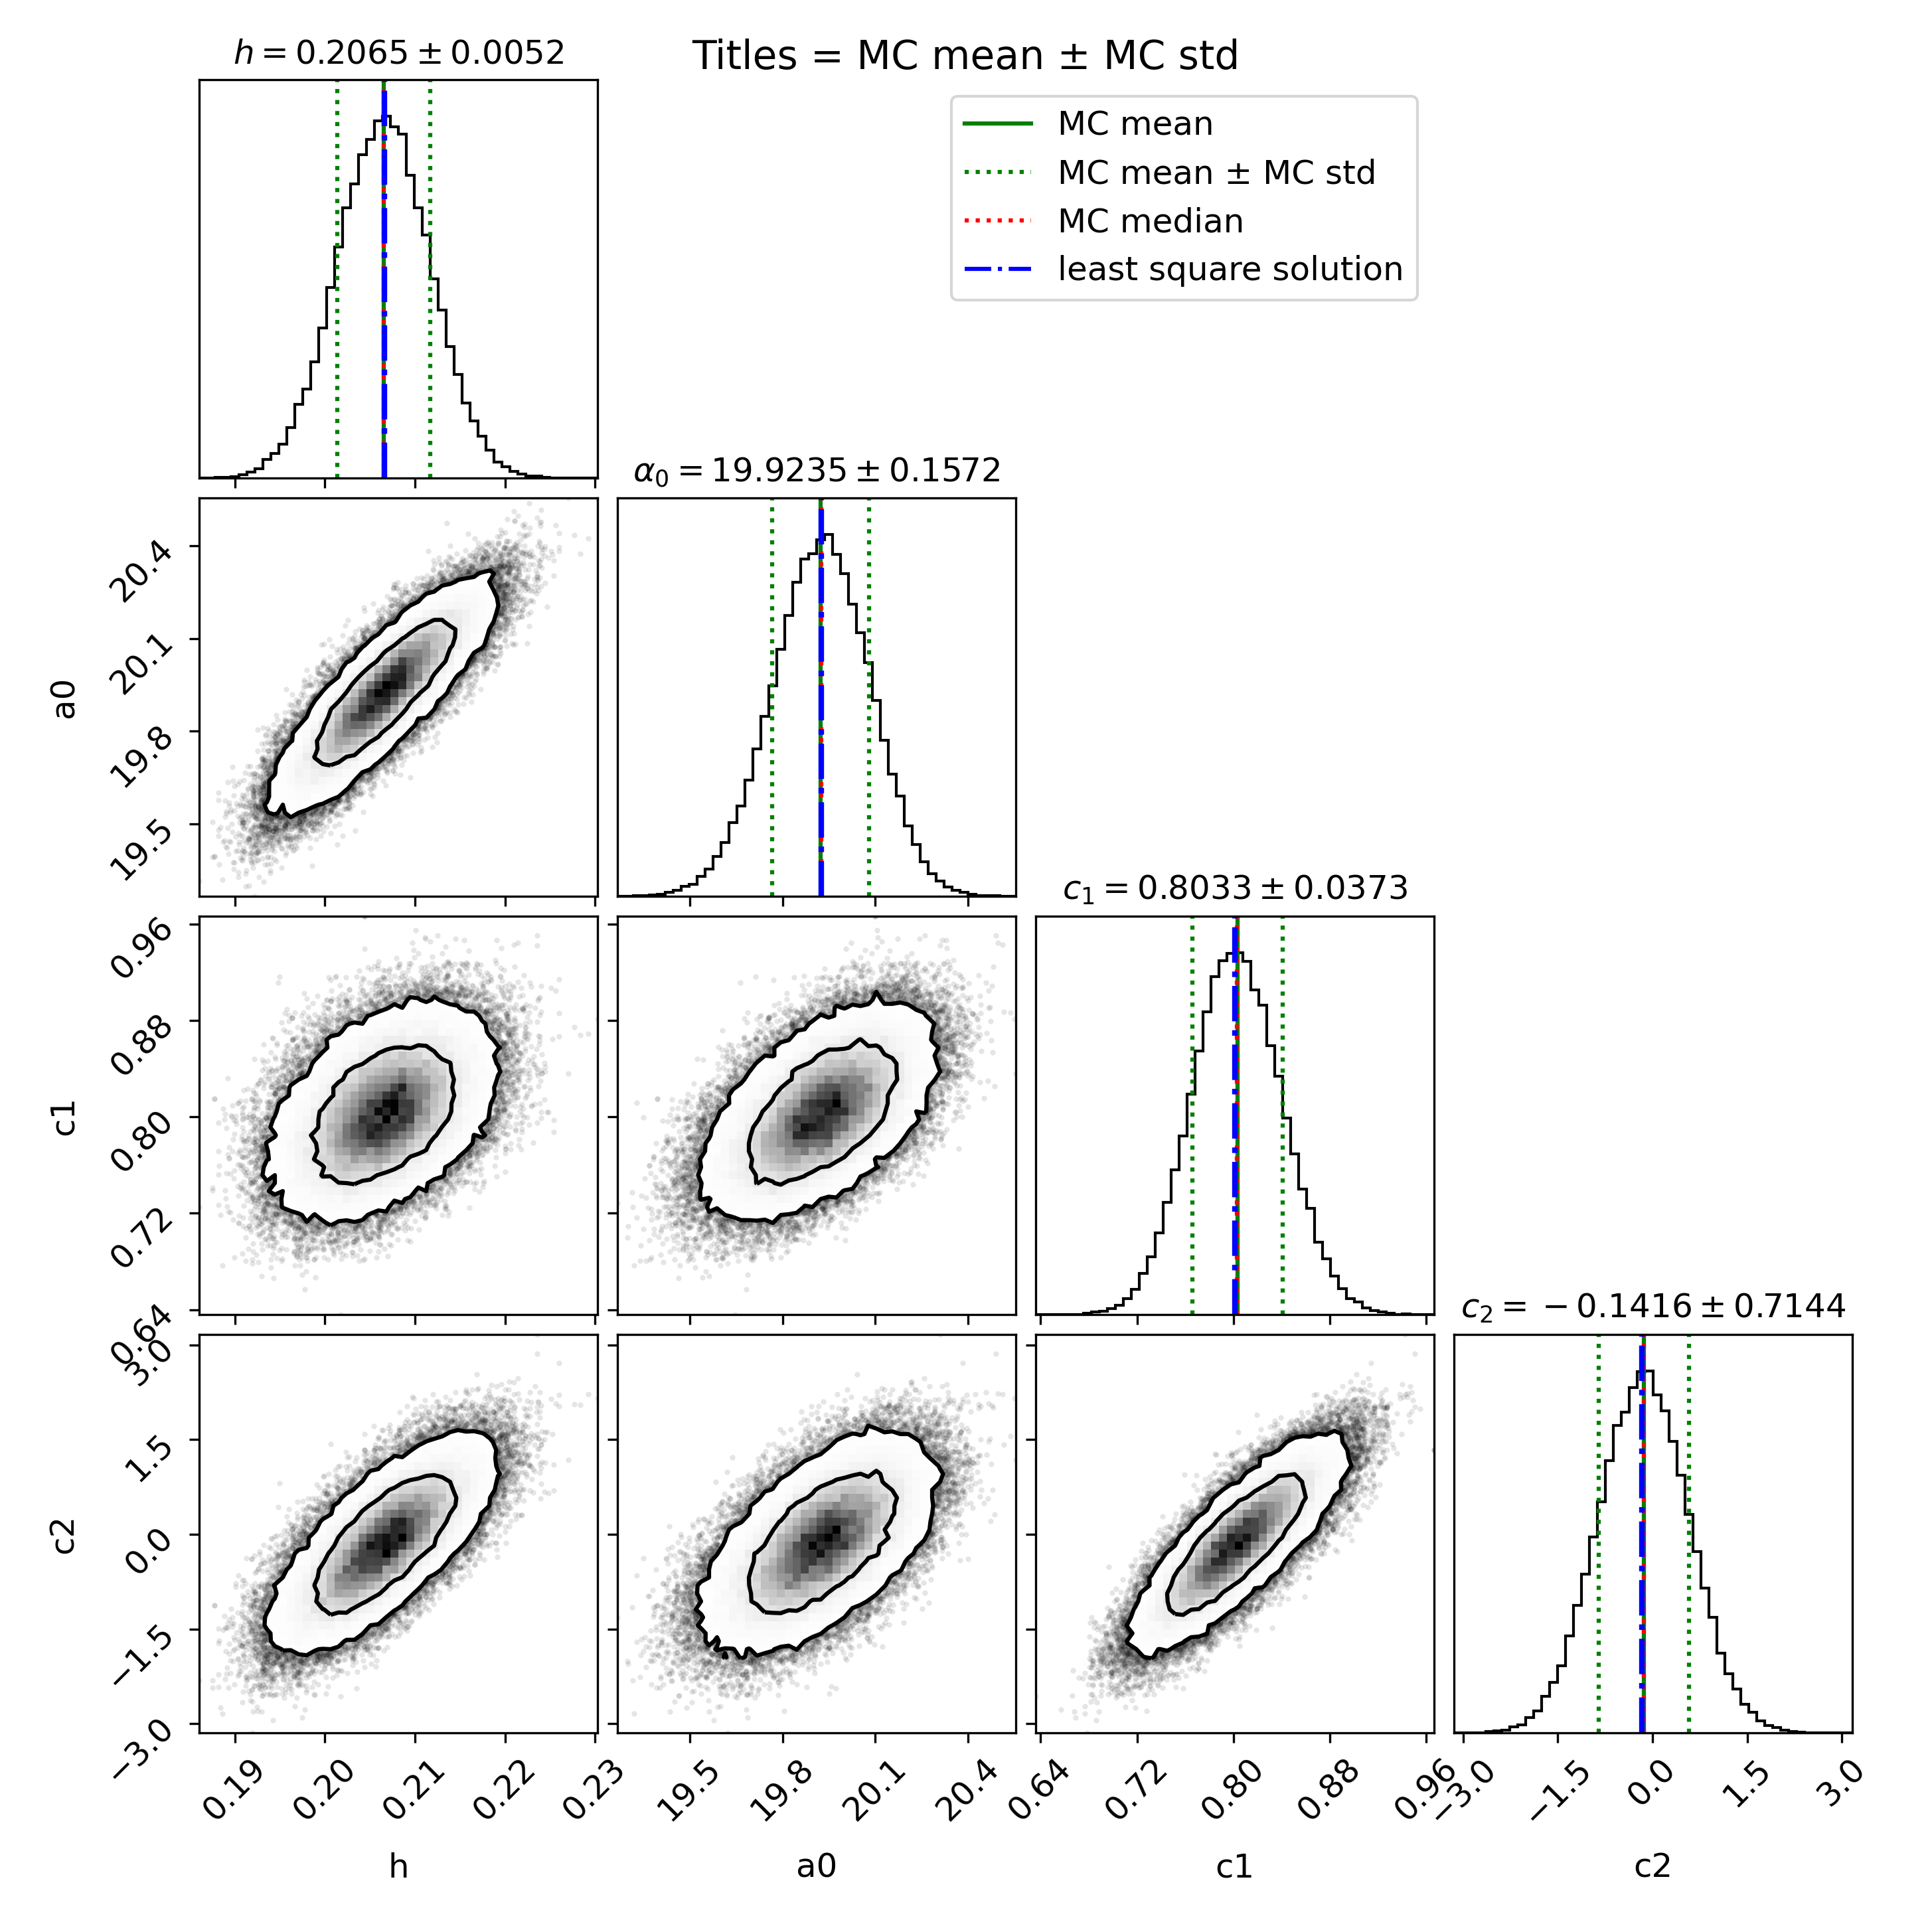 h = 0.2065 ± 0.0052
Titles = MC mean ± MC std
MC mean
MC mean ± MC std
MC median
least square solution
α₀ = 19.9235 ± 0.1572
20.4
20.1
19.8
19.5
a0
c₁ = 0.8033 ± 0.0373
0.96
0.88
0.80
0.72
0.64
c1
c₂ = −0.1416 ± 0.7144
3.0
1.5
0.0
−1.5
−3.0
c2
0.19 0.20 0.21 0.22 0.23
19.5 19.8 20.1 20.4
0.64 0.72 0.80 0.88 0.96
−3.0 −1.5 0.0 1.5 3.0
h a0 c1 c2